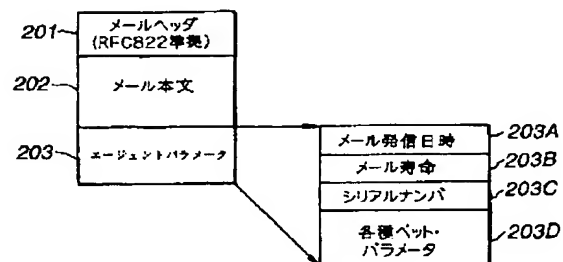 201
メールヘッダ
(RFC822準拠)
202
メール本文
203
エージェントパラメータ
メール発信日時
203A
メール寿命
203B
シリアルナンバ
203C
各種ペット・
パラメータ
203D